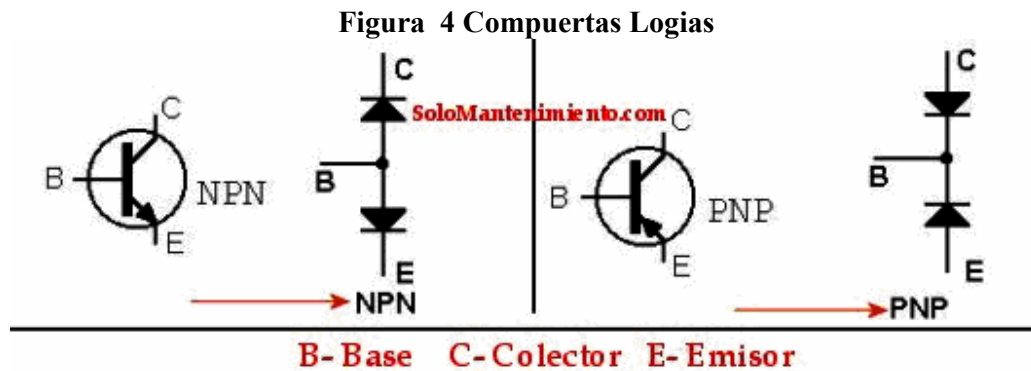 Figura 4 Compuertas Logias
C
SoloMantenimiento.com
C
B
NPN
E
C
B
E
NPN
C
B
PNP
E
C
B
E
PNP
B-Base C-Colector E-Emisor